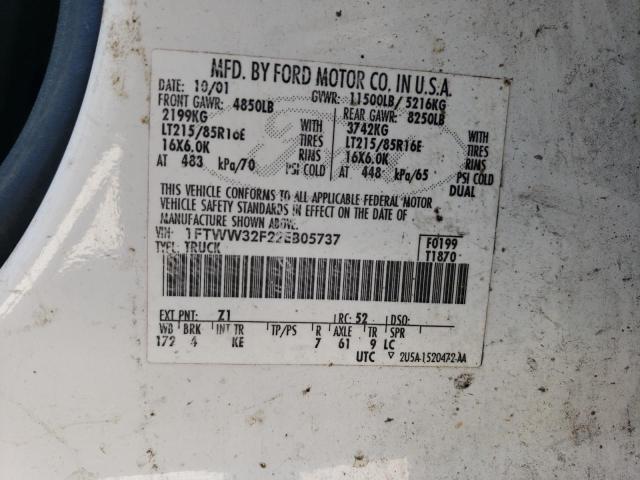 MFD. BY FORD MOTOR CO. IN U.S.A.
DATE: 10/01 GVWR: 11500LB/ 5216KG
FRONT GAWR: 4850LB REAR GAWR: 8250LB
2199KG WITH 3742KG WITH
LT215/85R16E TIRES LT215/85R16E TIRES
16X6.0K RINS 16X6.0K RINS
AT 483 kPa/70 PSI COLD AT 448 kPa/65 PSI COLD
DUAL
THIS VEHICLE CONFORMS TO ALL APPLICABLE FEDERAL MOTOR
VEHICLE SAFETY STANDARDS IN EFFECT ON THE DATE OF
MANUFACTURE SHOWN ABOVE.
VIN: 1FTWW32F22EB05737 F0199
TYPE: TRUCK T1870
EXT PNT: Z1 RC: 52 DSO:
WB BRK INT TR TP/PS R AXLE TR SPR
172 4 KE 7 61 9 LC
UTC ▽ 2U5A-1520472-AA